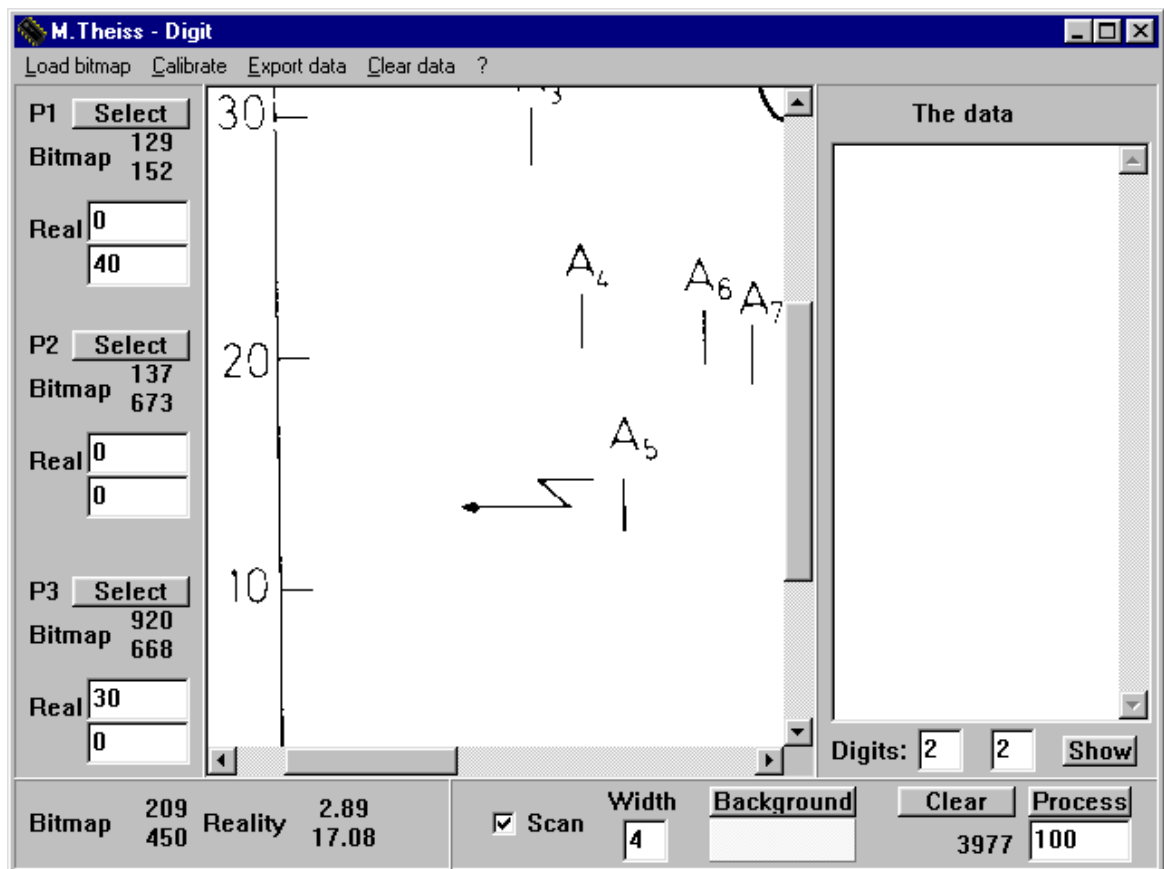 M.Theiss - Digit
Load bitmap Calibrate Export data Clear data ?
P1 Select
Bitmap 129
152
Real 0
40
P2 Select
Bitmap 137
673
Real 0
0
P3 Select
Bitmap 920
668
Real 30
0
30
A4
A6
A7
20
A5
10
The data
Digits: 2 2 Show
Bitmap 209 Reality 2.89
450 17.08
Scan
Width
4
Background
Clear Process
3977 100